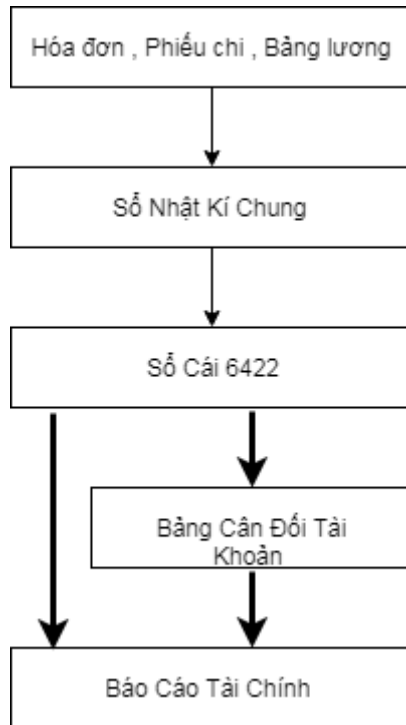 Hóa đơn , Phiếu chi , Bảng lương
Sổ Nhật Kí Chung
Sổ Cái 6422
Bảng Cân Đối Tài
Khoản
Báo Cáo Tài Chính